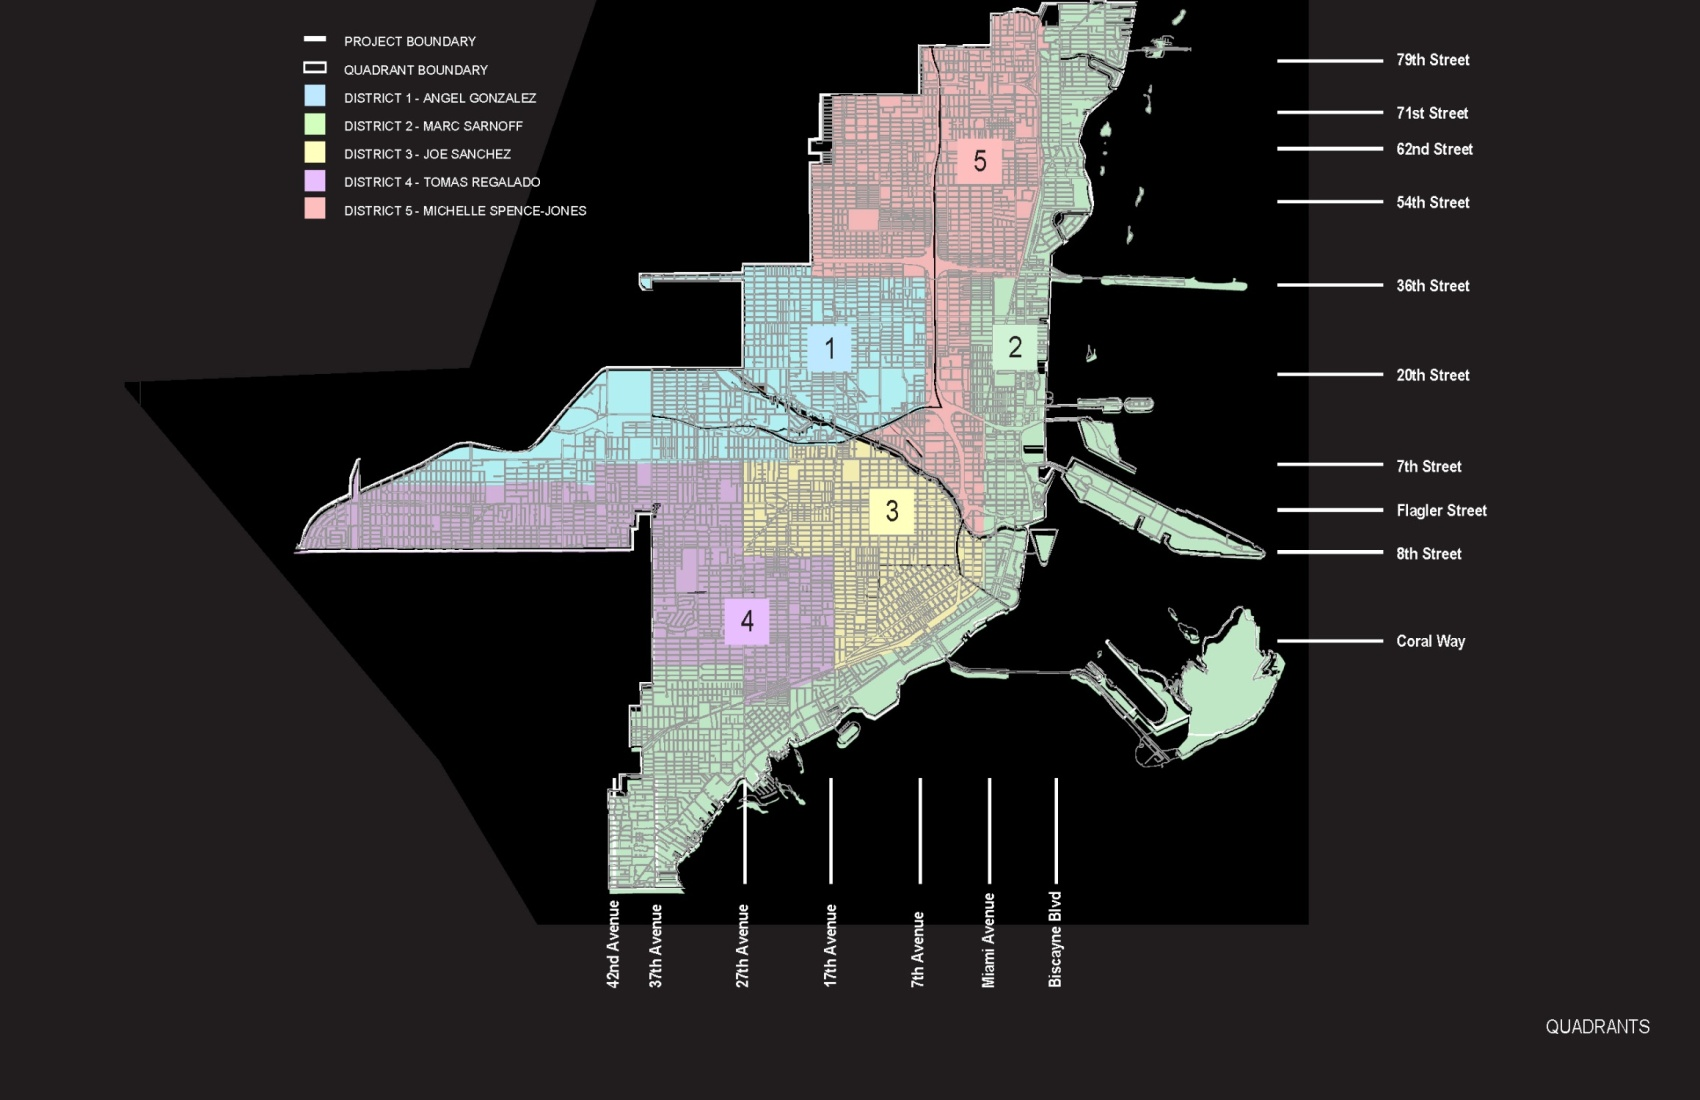 PROJECT BOUNDARY
QUADRANT BOUNDARY
DISTRICT 1 - ANGEL GONZALEZ
DISTRICT 2 - MARC SARNOFF
DISTRICT 3 - JOE SANCHEZ
DISTRICT 4 - TOMAS REGALADO
DISTRICT 5 - MICHELLE SPENCE-JONES
5
1
2
3
4
79th Street
71st Street
62nd Street
54th Street
36th Street
20th Street
7th Street
Flagler Street
8th Street
Coral Way
42nd Avenue
37th Avenue
27th Avenue
17th Avenue
7th Avenue
Miami Avenue
Biscayne Blvd
QUADRANTS